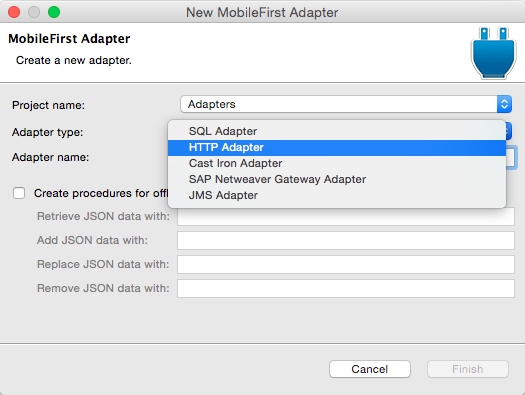 New MobileFirst Adapter
MobileFirst Adapter
Create a new adapter.
Project name: Adapters
Adapter type:
SQL Adapter
HTTP Adapter
Adapter name:
Cast Iron Adapter
SAP Netweaver Gateway Adapter
Create procedures for offl
JMS Adapter
Retrieve JSON data with:
Add JSON data with:
Replace JSON data with:
Remove JSON data with:
Cancel Finish